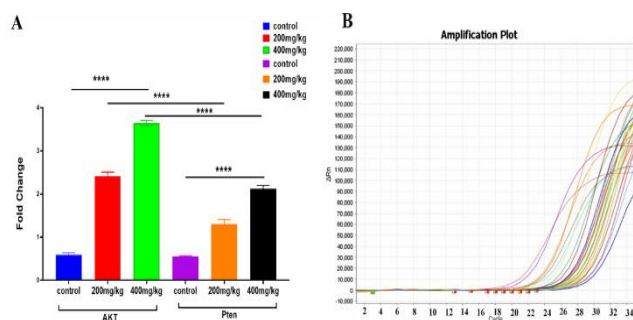 A
control
200mg/kg
400mg/kg
control
200mg/kg
400mg/kg
****
****
****
****
Fold Change
4
3
2
1
0
control
200mg/kg
400mg/kg
control
200mg/kg
400mg/kg
AKT
Pten
B
Amplification Plot
220,000
210,000
200,000
190,000
180,000
170,000
160,000
150,000
140,000
130,000
120,000
110,000
100,000
90,000
80,000
70,000
60,000
50,000
40,000
30,000
20,000
10,000
0
-10,000
ΔRn
2 4 6 8 10 12 14 16 18 20 22 24 26 28 30 32 34
Cycle